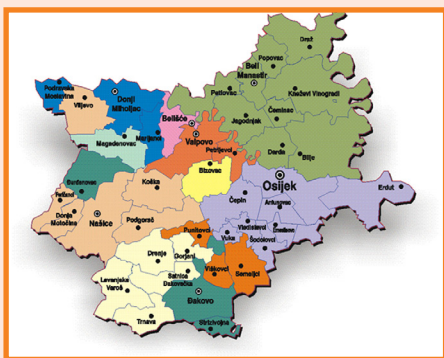 Draž
Popovac
Beli
Manastir
Podravska
Moslavina
Donji
Miholjac
Petlovac
Kneževi Vinogradi
Viljevo
Čeminac
Belišće
Jagodnjak
Marijanci
Valpovo
Magadenovac
Petrijevci
Darda
Bilje
Bizovac
Koška
Osijek
Erdut
Čepin
Feričanci
Donja
Motičina
Našice
Podgorač
Vladislavci
Punitovci
Vuka
Šodolovci
Drenje
Gorjani
Satnica
Đakovačka
Viškovci
Semeljci
Levanjska
Varoš
Đakovo
Trnava
Strizivojna